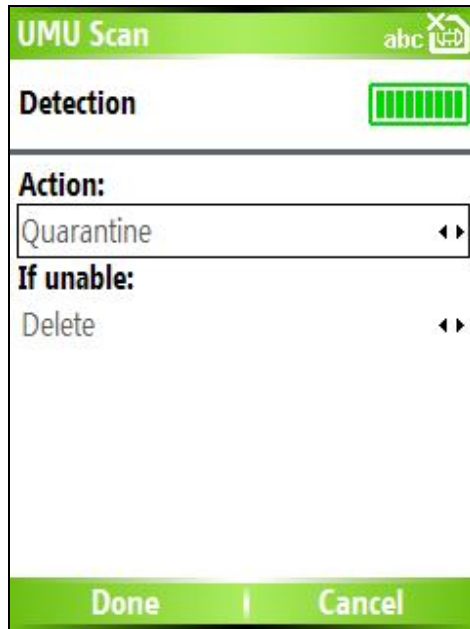 UMU Scan abc
Detection
Action:
Quarantine
If unable:
Delete
Done Cancel